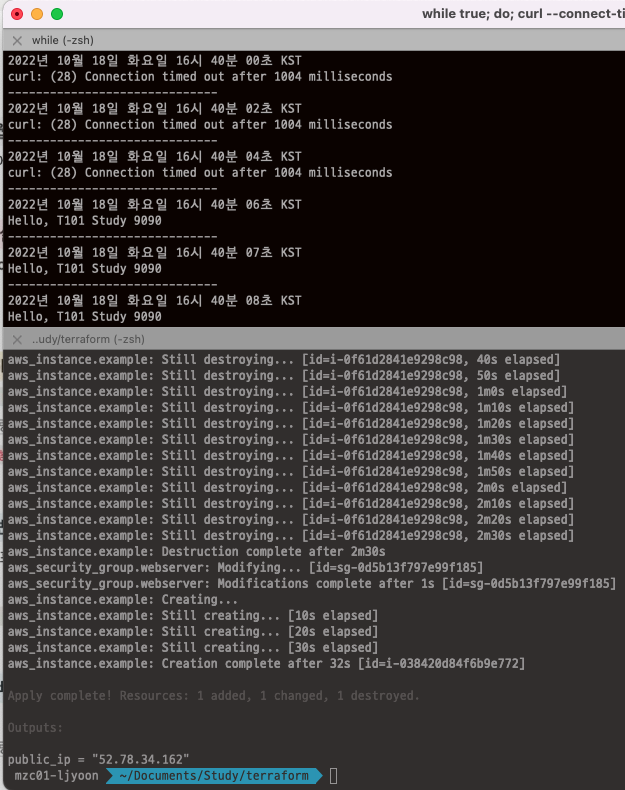 while true; do; curl --connect-ti
while (-zsh)
2022년 10월 18일 화요일 16시 40분 00초 KST
curl: (28) Connection timed out after 1004 milliseconds
------------------------------
2022년 10월 18일 화요일 16시 40분 02초 KST
curl: (28) Connection timed out after 1004 milliseconds
------------------------------
2022년 10월 18일 화요일 16시 40분 04초 KST
curl: (28) Connection timed out after 1004 milliseconds
------------------------------
2022년 10월 18일 화요일 16시 40분 06초 KST
Hello, T101 Study 9090
------------------------------
2022년 10월 18일 화요일 16시 40분 07초 KST
Hello, T101 Study 9090
------------------------------
2022년 10월 18일 화요일 16시 40분 08초 KST
Hello, T101 Study 9090
..udy/terraform (-zsh)
aws_instance.example: Still destroying... [id=i-0f61d2841e9298c98, 40s elapsed]
aws_instance.example: Still destroying... [id=i-0f61d2841e9298c98, 50s elapsed]
aws_instance.example: Still destroying... [id=i-0f61d2841e9298c98, 1m0s elapsed]
aws_instance.example: Still destroying... [id=i-0f61d2841e9298c98, 1m10s elapsed]
aws_instance.example: Still destroying... [id=i-0f61d2841e9298c98, 1m20s elapsed]
aws_instance.example: Still destroying... [id=i-0f61d2841e9298c98, 1m30s elapsed]
aws_instance.example: Still destroying... [id=i-0f61d2841e9298c98, 1m40s elapsed]
aws_instance.example: Still destroying... [id=i-0f61d2841e9298c98, 1m50s elapsed]
aws_instance.example: Still destroying... [id=i-0f61d2841e9298c98, 2m0s elapsed]
aws_instance.example: Still destroying... [id=i-0f61d2841e9298c98, 2m10s elapsed]
aws_instance.example: Still destroying... [id=i-0f61d2841e9298c98, 2m20s elapsed]
aws_instance.example: Still destroying... [id=i-0f61d2841e9298c98, 2m30s elapsed]
aws_instance.example: Destruction complete after 2m30s
aws_security_group.webserver: Modifying... [id=sg-0d5b13f797e99f185]
aws_security_group.webserver: Modifications complete after 1s [id=sg-0d5b13f797e99f185]
aws_instance.example: Creating...
aws_instance.example: Still creating... [10s elapsed]
aws_instance.example: Still creating... [20s elapsed]
aws_instance.example: Still creating... [30s elapsed]
aws_instance.example: Creation complete after 32s [id=i-038420d84f6b9e772]
Apply complete! Resources: 1 added, 1 changed, 1 destroyed.
Outputs:
public_ip = "52.78.34.162"
mzc01-ljyoon ~/Documents/Study/terraform